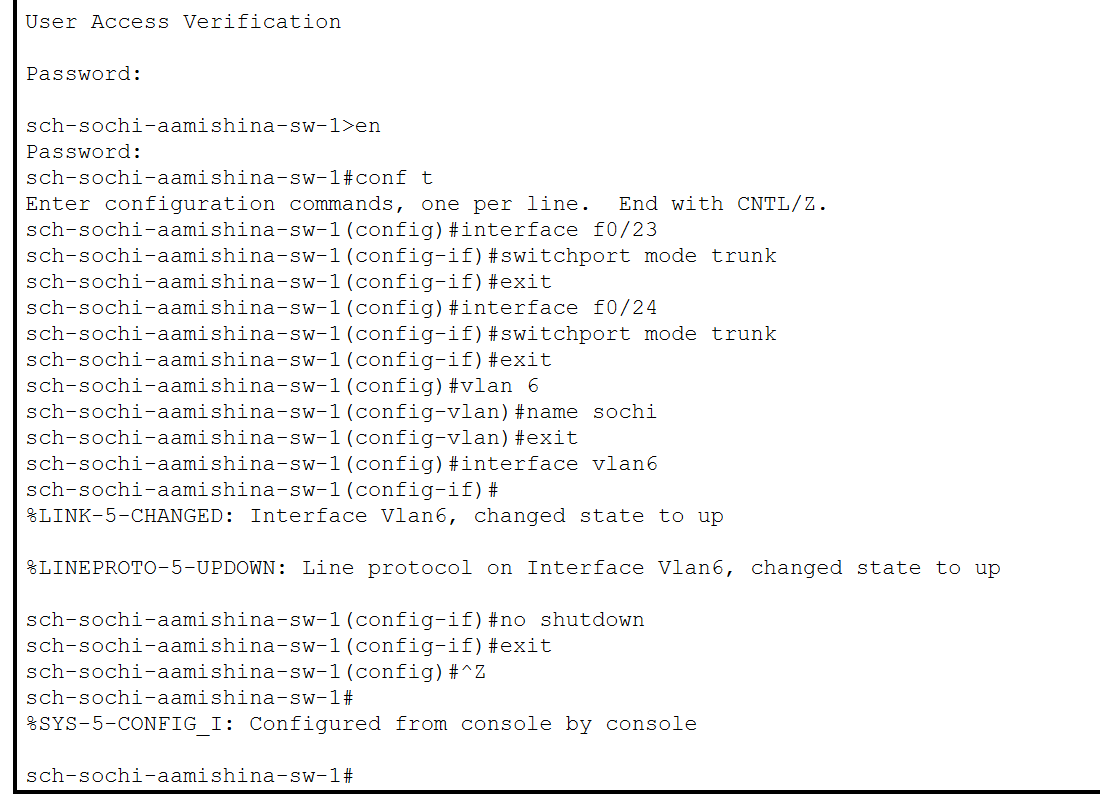 User Access Verification
Password:
sch-sochi-aamishina-sw-1>en
Password:
sch-sochi-aamishina-sw-1#conf t
Enter configuration commands, one per line.  End with CNTL/Z.
sch-sochi-aamishina-sw-1(config)#interface f0/23
sch-sochi-aamishina-sw-1(config-if)#switchport mode trunk
sch-sochi-aamishina-sw-1(config-if)#exit
sch-sochi-aamishina-sw-1(config)#interface f0/24
sch-sochi-aamishina-sw-1(config-if)#switchport mode trunk
sch-sochi-aamishina-sw-1(config-if)#exit
sch-sochi-aamishina-sw-1(config)#vlan 6
sch-sochi-aamishina-sw-1(config-vlan)#name sochi
sch-sochi-aamishina-sw-1(config-vlan)#exit
sch-sochi-aamishina-sw-1(config)#interface vlan6
sch-sochi-aamishina-sw-1(config-if)#
%LINK-5-CHANGED: Interface Vlan6, changed state to up
%LINEPROTO-5-UPDOWN: Line protocol on Interface Vlan6, changed state to up
sch-sochi-aamishina-sw-1(config-if)#no shutdown
sch-sochi-aamishina-sw-1(config-if)#exit
sch-sochi-aamishina-sw-1(config)#^Z
sch-sochi-aamishina-sw-1#
%SYS-5-CONFIG_I: Configured from console by console
sch-sochi-aamishina-sw-1#